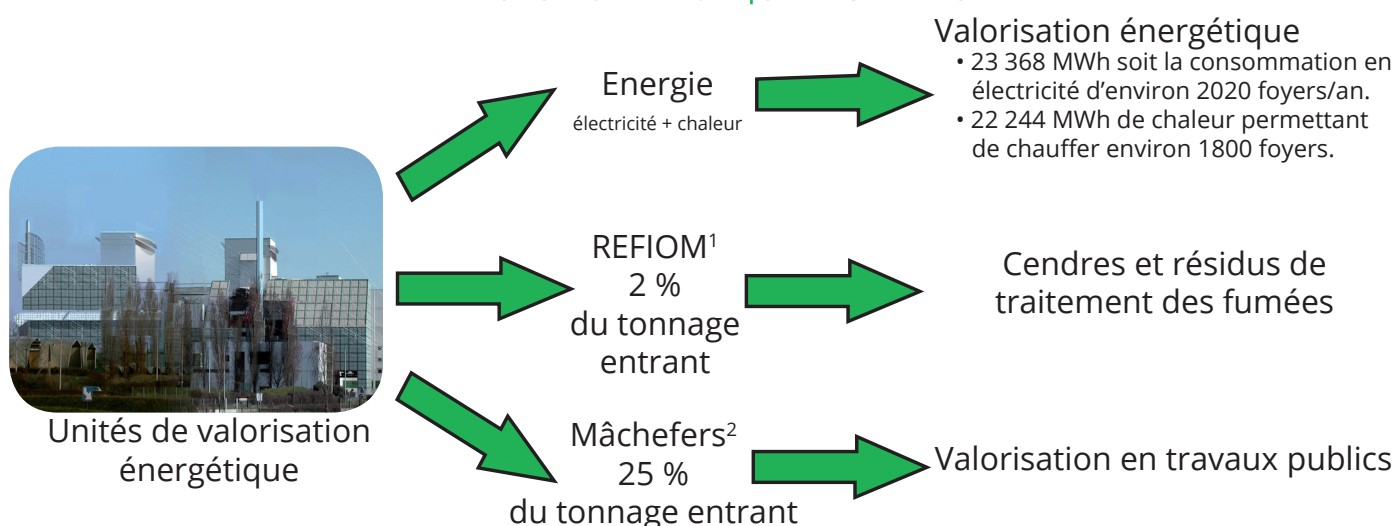 Valorisation énergétique
• 23 368 MWh soit la consommation en
électricité d’environ 2020 foyers/an.
• 22 244 MWh de chaleur permettant
de chauffer environ 1800 foyers.
Energie
électricité + chaleur
REFIOM¹
2 %
du tonnage
entrant
Cendres et résidus de
traitement des fumées
Unités de valorisation
énergétique
Mâchefers²
25 %
du tonnage entrant
Valorisation en travaux publics